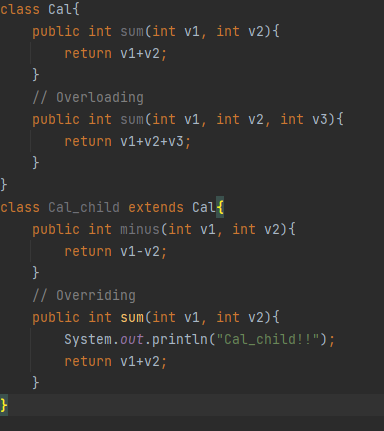 class Cal{
    public int sum(int v1, int v2){
        return v1+v2;
    }
    // Overloading
    public int sum(int v1, int v2, int v3){
        return v1+v2+v3;
    }
}
class Cal_child extends Cal{
    public int minus(int v1, int v2){
        return v1-v2;
    }
    // Overriding
    public int sum(int v1, int v2){
        System.out.println("Cal_child!!");
        return v1+v2;
    }
}